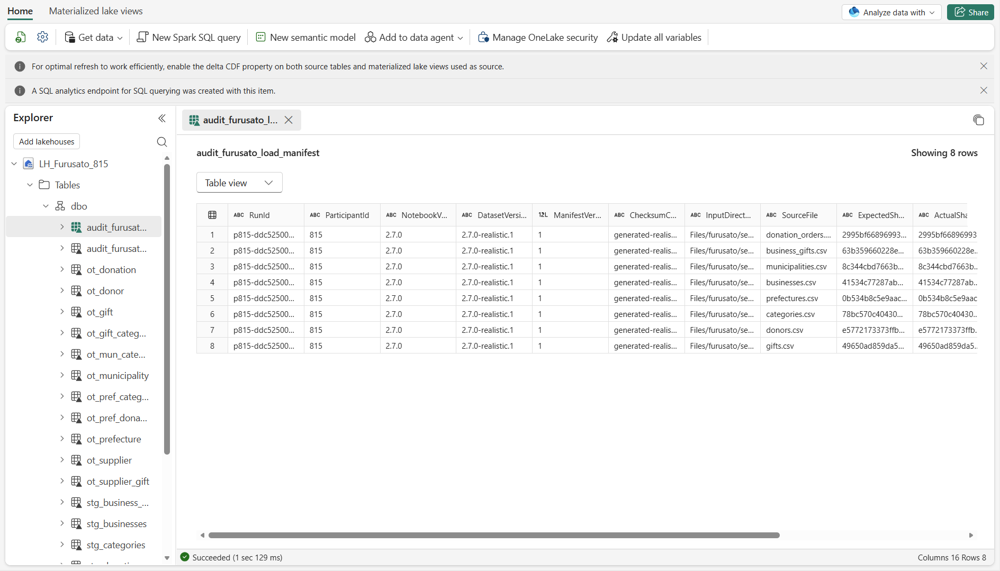 Home Materialized lake views
Analyze data with Share
Get data New Spark SQL query New semantic model Add to data agent Manage OneLake security Update all variables
For optimal refresh to work efficiently, enable the delta CDF property on both source tables and materialized lake views used as source.
A SQL analytics endpoint for SQL querying was created with this item.
Explorer
Add lakehouses
LH_Furusato_815
Tables
dbo
audit_furusat...
audit_furusat...
ot_donation
ot_donor
ot_gift
ot_gift_categ...
ot_mun_cate...
ot_municipality
ot_pref_categ...
ot_pref_dona...
ot_prefecture
ot_supplier
ot_supplier_gift
stg_business_...
stg_businesses
stg_categories
audit_furusato_l...
audit_furusato_load_manifest
Showing 8 rows
Table view
ABC RunId ABC ParticipantId ABC NotebookV... ABC DatasetVersi... 12L ManifestVer... ABC ChecksumC... ABC InputDirect... ABC SourceFile ABC ExpectedSh... ABC ActualSha
1 p815-ddc52500... 815 2.7.0 2.7.0-realistic.1 1 generated-realis... Files/furusato/se... donation_orders.... 2995bf66896993... 2995bf66896993
2 p815-ddc52500... 815 2.7.0 2.7.0-realistic.1 1 generated-realis... Files/furusato/se... business_gifts.csv 63b359660228e... 63b359660228e..
3 p815-ddc52500... 815 2.7.0 2.7.0-realistic.1 1 generated-realis... Files/furusato/se... municipalities.csv 8c344cbd7663b... 8c344cbd7663b..
4 p815-ddc52500... 815 2.7.0 2.7.0-realistic.1 1 generated-realis... Files/furusato/se... businesses.csv 41534c77287ab... 41534c77287ab..
5 p815-ddc52500... 815 2.7.0 2.7.0-realistic.1 1 generated-realis... Files/furusato/se... prefectures.csv 0b534b8c5e9aac... 0b534b8c5e9aac
6 p815-ddc52500... 815 2.7.0 2.7.0-realistic.1 1 generated-realis... Files/furusato/se... categories.csv 78bc570c40430... 78bc570c40430..
7 p815-ddc52500... 815 2.7.0 2.7.0-realistic.1 1 generated-realis... Files/furusato/se... donors.csv e5772173373ffb... e5772173373ffb.
8 p815-ddc52500... 815 2.7.0 2.7.0-realistic.1 1 generated-realis... Files/furusato/se... gifts.csv 49650ad859da5... 49650ad859da5..
Succeeded (1 sec 129 ms)
Columns 16 Rows 8